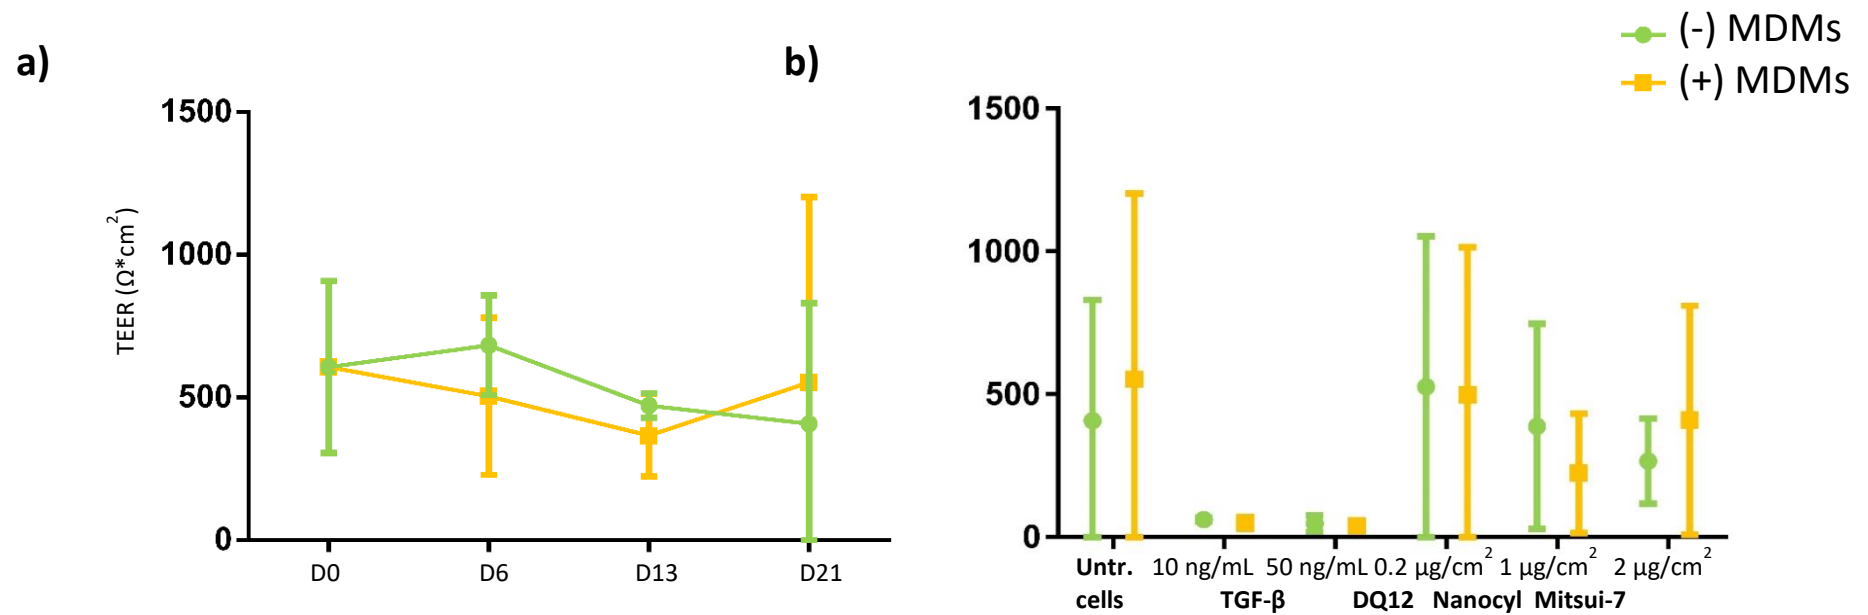 a)
1500
1000
500
0
TEER (Ω*cm²)
D0 D6 D13 D21
b)
(-) MDMs
(+) MDMs
1500
1000
500
0
Untr. 10 ng/mL 50 ng/mL 0.2 µg/cm² 1 µg/cm² 2 µg/cm²
cells TGF-β DQ12 Nanocyl Mitsui-7